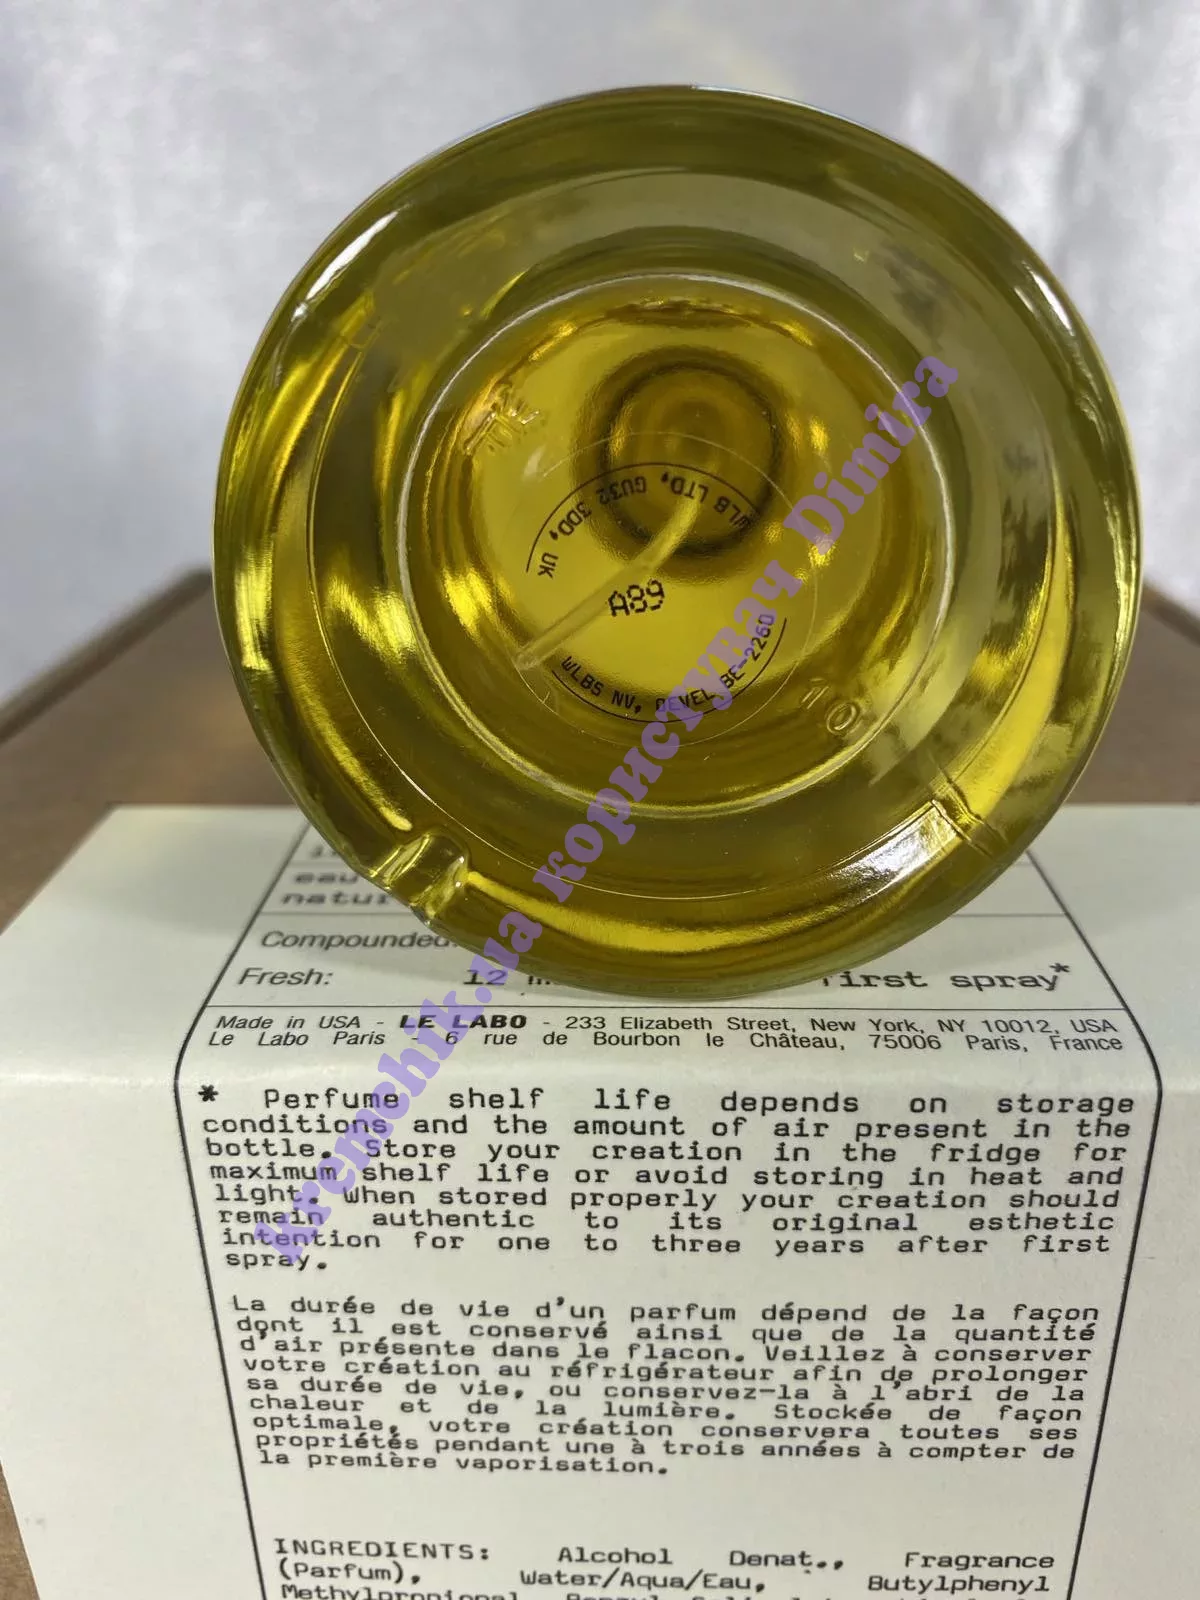 WLB LTD, GU32 3DD, UK
A89
WLBS NV, OEVEL BE-2260
kremchik.ua користувач Dimira
eau
natur
Compounded:
Fresh: 12 first spray*
Made in USA - LE LABO - 233 Elizabeth Street, New York, NY 10012, USA
Le Labo Paris - 6 rue de Bourbon le Château, 75006 Paris, France
* Perfume shelf life depends on storage
conditions and the amount of air present in the
bottle. Store your creation in the fridge for
maximum shelf life or avoid storing in heat and
light. When stored properly your creation should
remain authentic to its original esthetic
intention for one to three years after first
spray.
La durée de vie d'un parfum dépend de la façon
dont il est conservé ainsi que de la quantité
d'air présente dans le flacon. Veillez à conserver
votre création au réfrigérateur afin de prolonger
sa durée de vie, ou conservez-la à l'abri de la
chaleur et de la lumière. Stockée de façon
optimale, votre création conservera toutes ses
propriétés pendant une à trois années à compter de
la première vaporisation.
INGREDIENTS: Alcohol Denat., Fragrance
(Parfum), Water/Aqua/Eau, Butylphenyl
Methylpropional